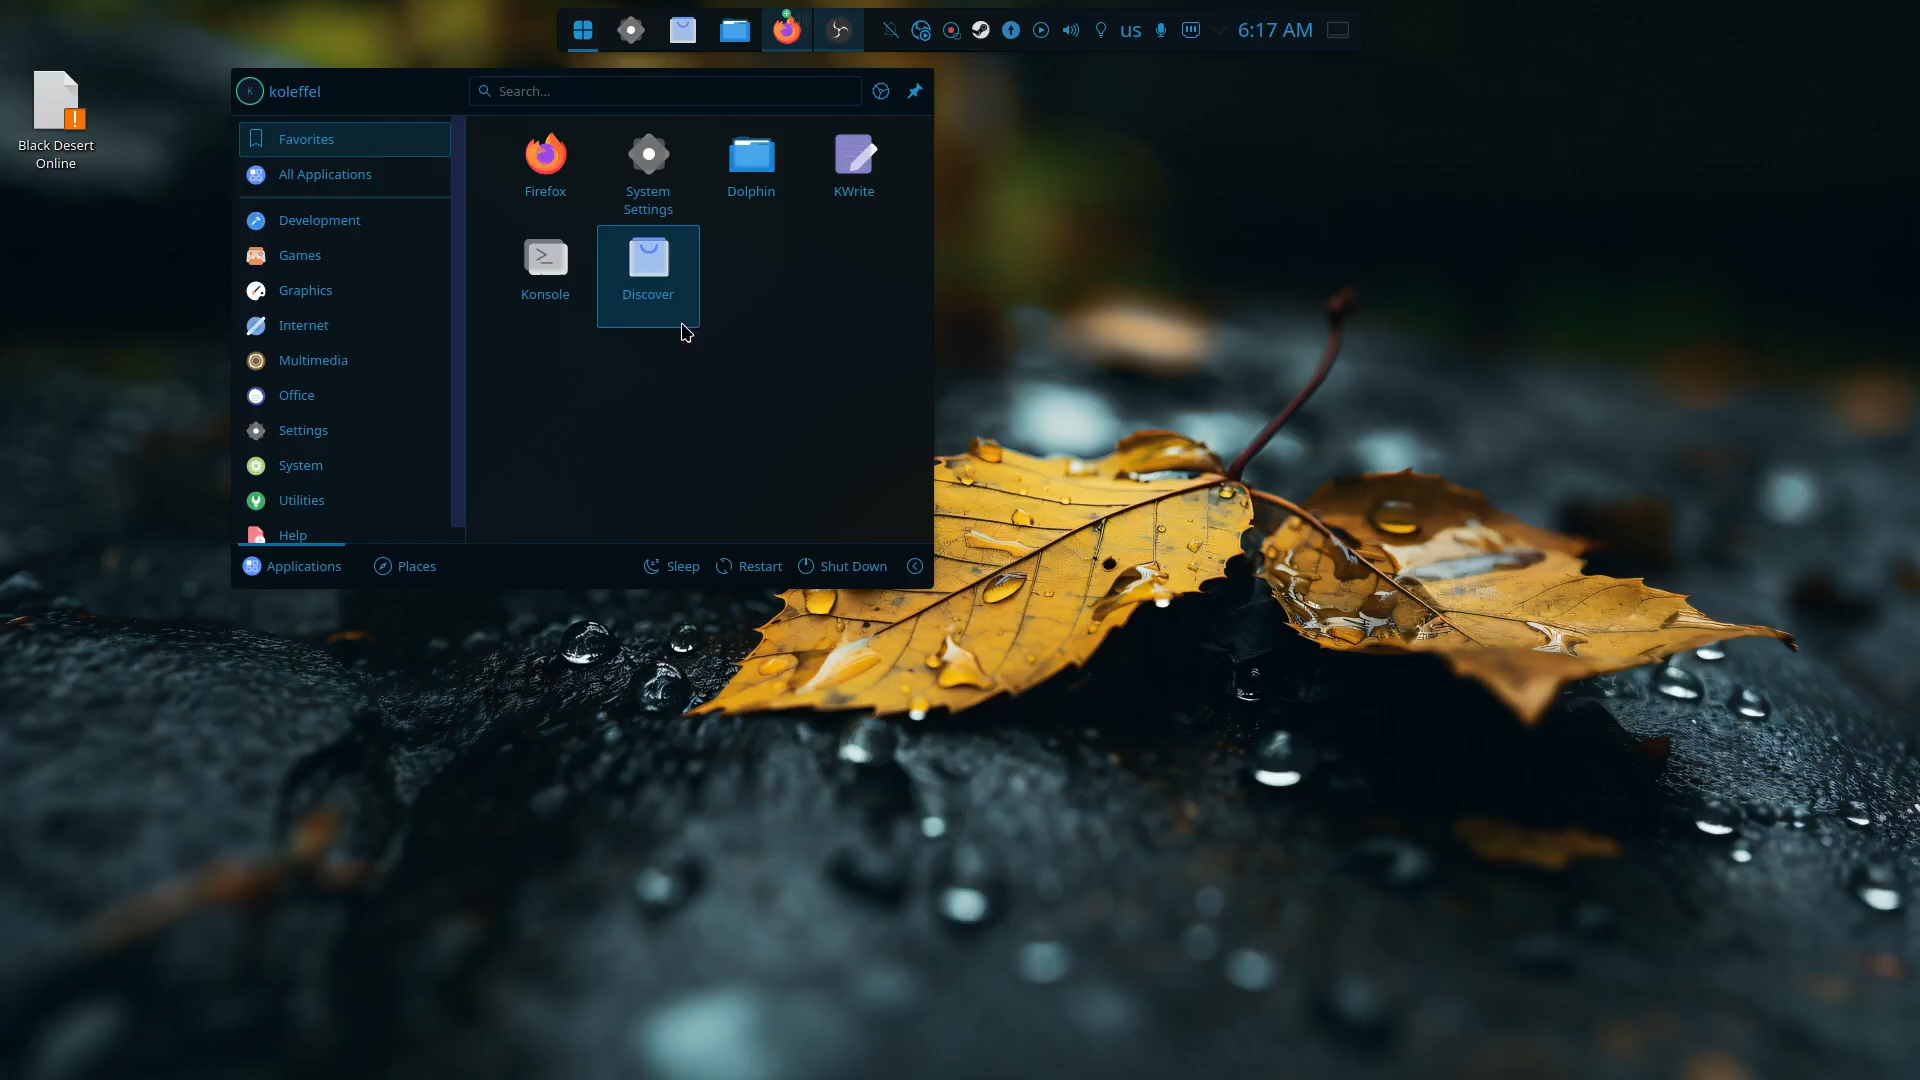 us
6:17 AM
Black Desert
Online
K
koleffel
Search...
Favorites
All Applications
Development
Games
Graphics
Internet
Multimedia
Office
Settings
System
Utilities
Help
Firefox
System
Settings
Dolphin
KWrite
Konsole
Discover
Applications
Places
Sleep
Restart
Shut Down